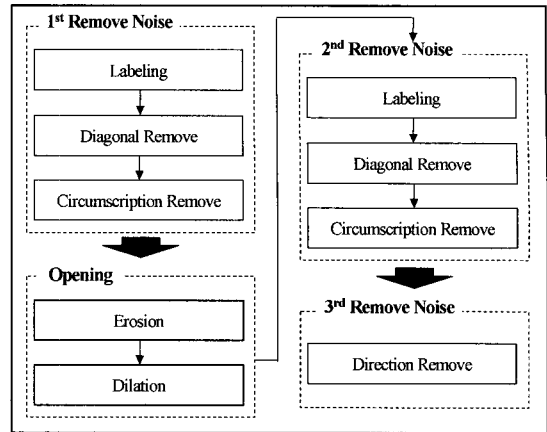 1st Remove Noise
Labeling
Diagonal Remove
Circumscription Remove
Opening
Erosion
Dilation
2nd Remove Noise
Labeling
Diagonal Remove
Circumscription Remove
3rd Remove Noise
Direction Remove